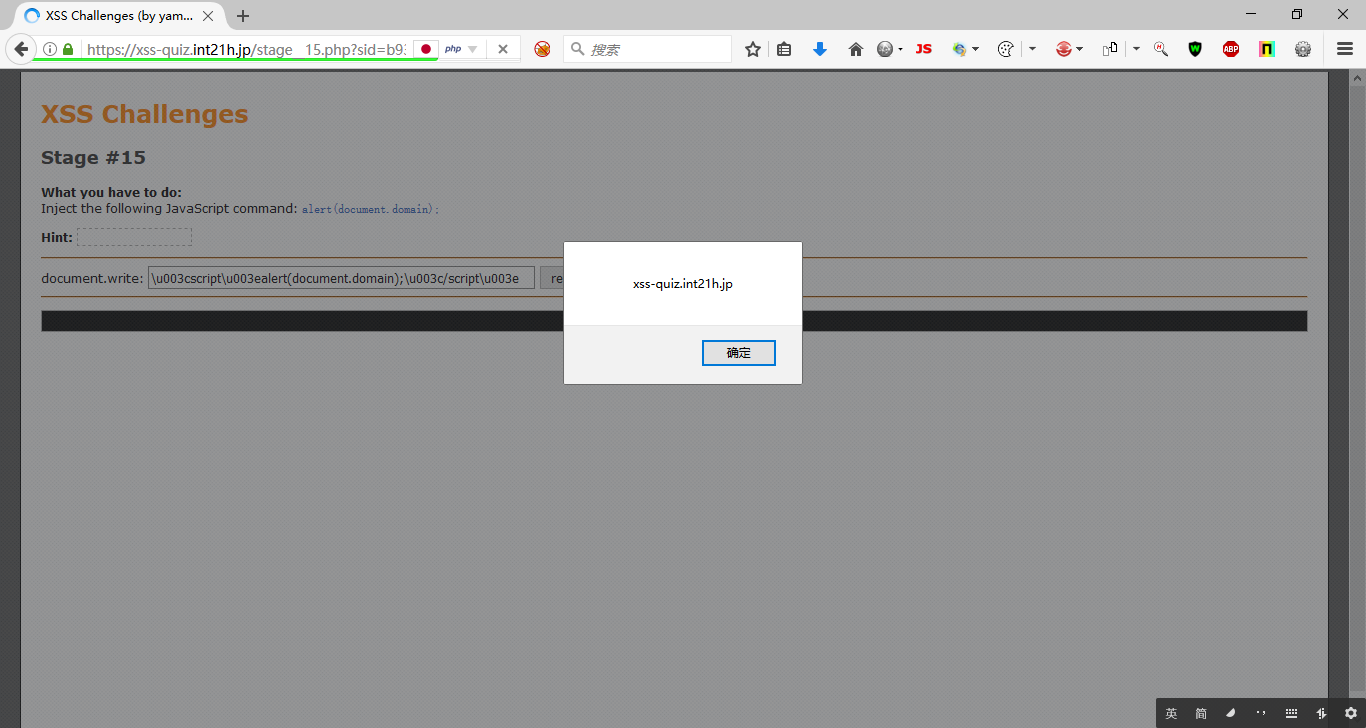 XSS Challenges (by yam...
https://xss-quiz.int21h.jp/stage__15.php?sid=b93
php
搜索
JS
ABP
XSS Challenges
Stage #15
What you have to do:
Inject the following JavaScript command: alert(document.domain);
Hint:
document.write: \u003cscript\u003ealert(document.domain);\u003c/script\u003e re
xss-quiz.int21h.jp
确定
英 简